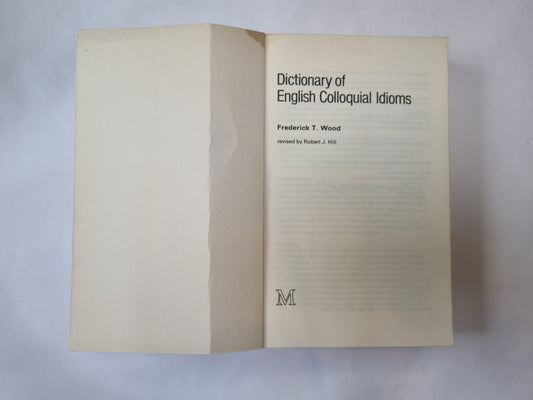 Dictionary of
English Colloquial Idioms
Frederick T. Wood
revised by Robert J. Hill
M